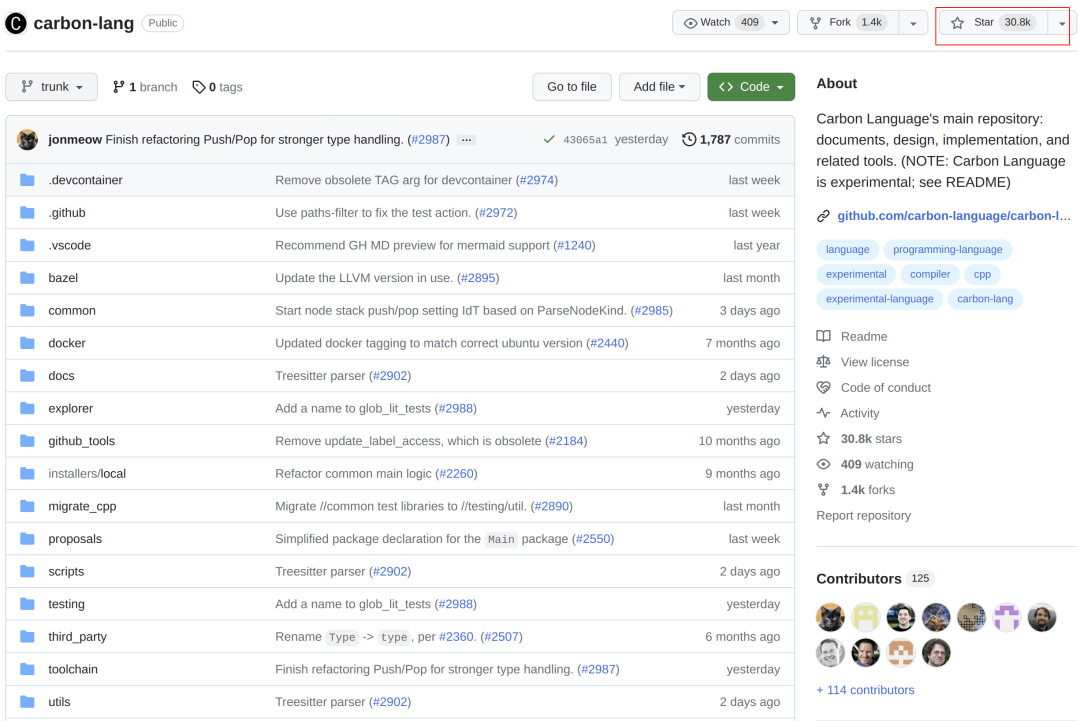 carbon-lang Public
Watch 409
Fork 1.4k
Star 30.8k
trunk
1 branch
0 tags
Go to file
Add file
Code
jonmeow Finish refactoring Push/Pop for stronger type handling. (#2987) ...
43065a1 yesterday
1,787 commits
.devcontainer Remove obsolete TAG arg for devcontainer (#2974) last week
.github Use paths-filter to fix the test action. (#2972) last week
.vscode Recommend GH MD preview for mermaid support (#1240) last year
bazel Update the LLVM version in use. (#2895) last month
common Start node stack push/pop setting IdT based on ParseNodeKind. (#2985) 3 days ago
docker Updated docker tagging to match correct ubuntu version (#2440) 7 months ago
docs Treesitter parser (#2902) 2 days ago
explorer Add a name to glob_lit_tests (#2988) yesterday
github_tools Remove update_label_access, which is obsolete (#2184) 10 months ago
installers/local Refactor common main logic (#2260) 9 months ago
migrate_cpp Migrate //common test libraries to //testing/util. (#2890) last month
proposals Simplified package declaration for the Main package (#2550) last week
scripts Treesitter parser (#2902) 2 days ago
testing Add a name to glob_lit_tests (#2988) yesterday
third_party Rename Type -> type, per #2360. (#2507) 6 months ago
toolchain Finish refactoring Push/Pop for stronger type handling. (#2987) yesterday
utils Treesitter parser (#2902) 2 days ago
About
Carbon Language's main repository:
documents, design, implementation, and
related tools. (NOTE: Carbon Language
is experimental; see README)
github.com/carbon-language/carbon-l...
language programming-language
experimental compiler cpp
experimental-language carbon-lang
Readme
View license
Code of conduct
Activity
30.8k stars
409 watching
1.4k forks
Report repository
Contributors 125
+ 114 contributors